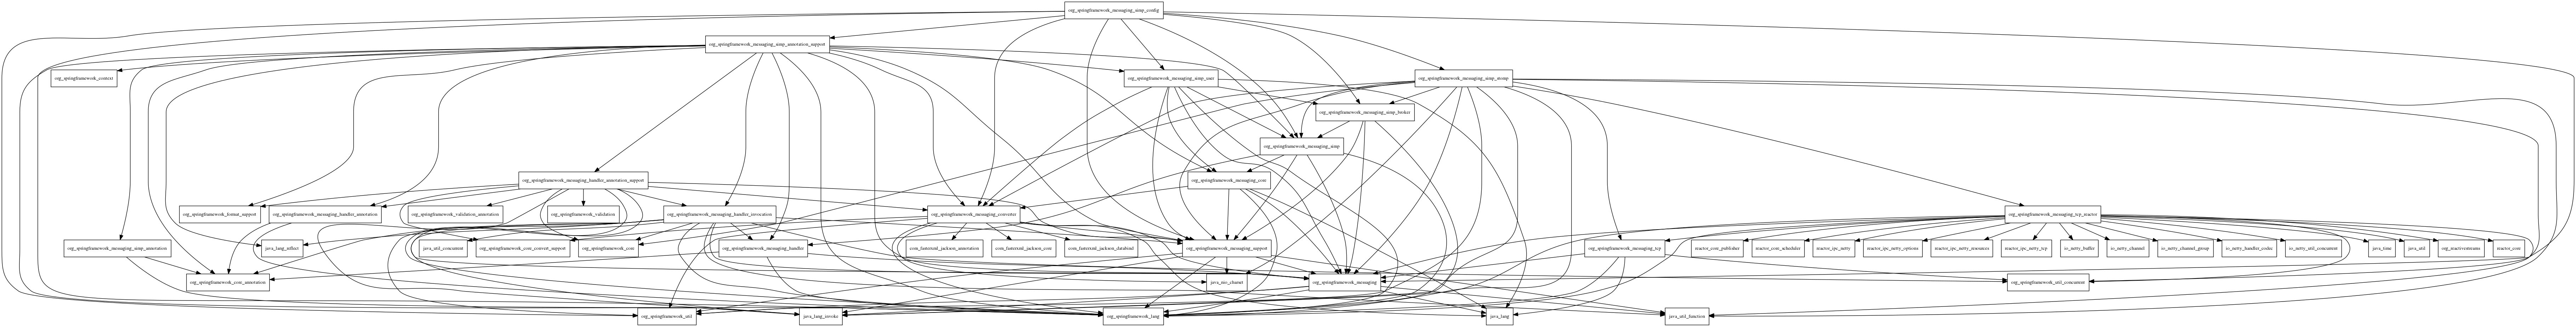 org_springframework_messaging_simp_config
org_springframework_messaging_simp_annotation_support
org_springframework_context
org_springframework_messaging_simp_user
org_springframework_messaging_simp_stomp
org_springframework_messaging_simp_broker
org_springframework_messaging_simp
org_springframework_messaging_handler_annotation_support
org_springframework_messaging_core
org_springframework_format_support
org_springframework_messaging_handler_annotation
org_springframework_validation_annotation
org_springframework_validation
org_springframework_messaging_handler_invocation
org_springframework_messaging_converter
org_springframework_messaging_tcp_reactor
org_springframework_messaging_simp_annotation
java_lang_reflect
java_util_concurrent
org_springframework_core_convert_support
org_springframework_core
org_springframework_messaging_handler
com_fasterxml_jackson_annotation
com_fasterxml_jackson_core
com_fasterxml_jackson_databind
org_springframework_messaging_support
org_springframework_messaging_tcp
reactor_core_publisher
reactor_core_scheduler
reactor_ipc_netty
reactor_ipc_netty_options
reactor_ipc_netty_resources
reactor_ipc_netty_tcp
io_netty_buffer
io_netty_channel
io_netty_channel_group
io_netty_handler_codec
io_netty_util_concurrent
java_time
java_util
org_reactivestreams
reactor_core
org_springframework_core_annotation
java_nio_charset
org_springframework_messaging
org_springframework_util_concurrent
org_springframework_util
java_lang_invoke
org_springframework_lang
java_lang
java_util_function